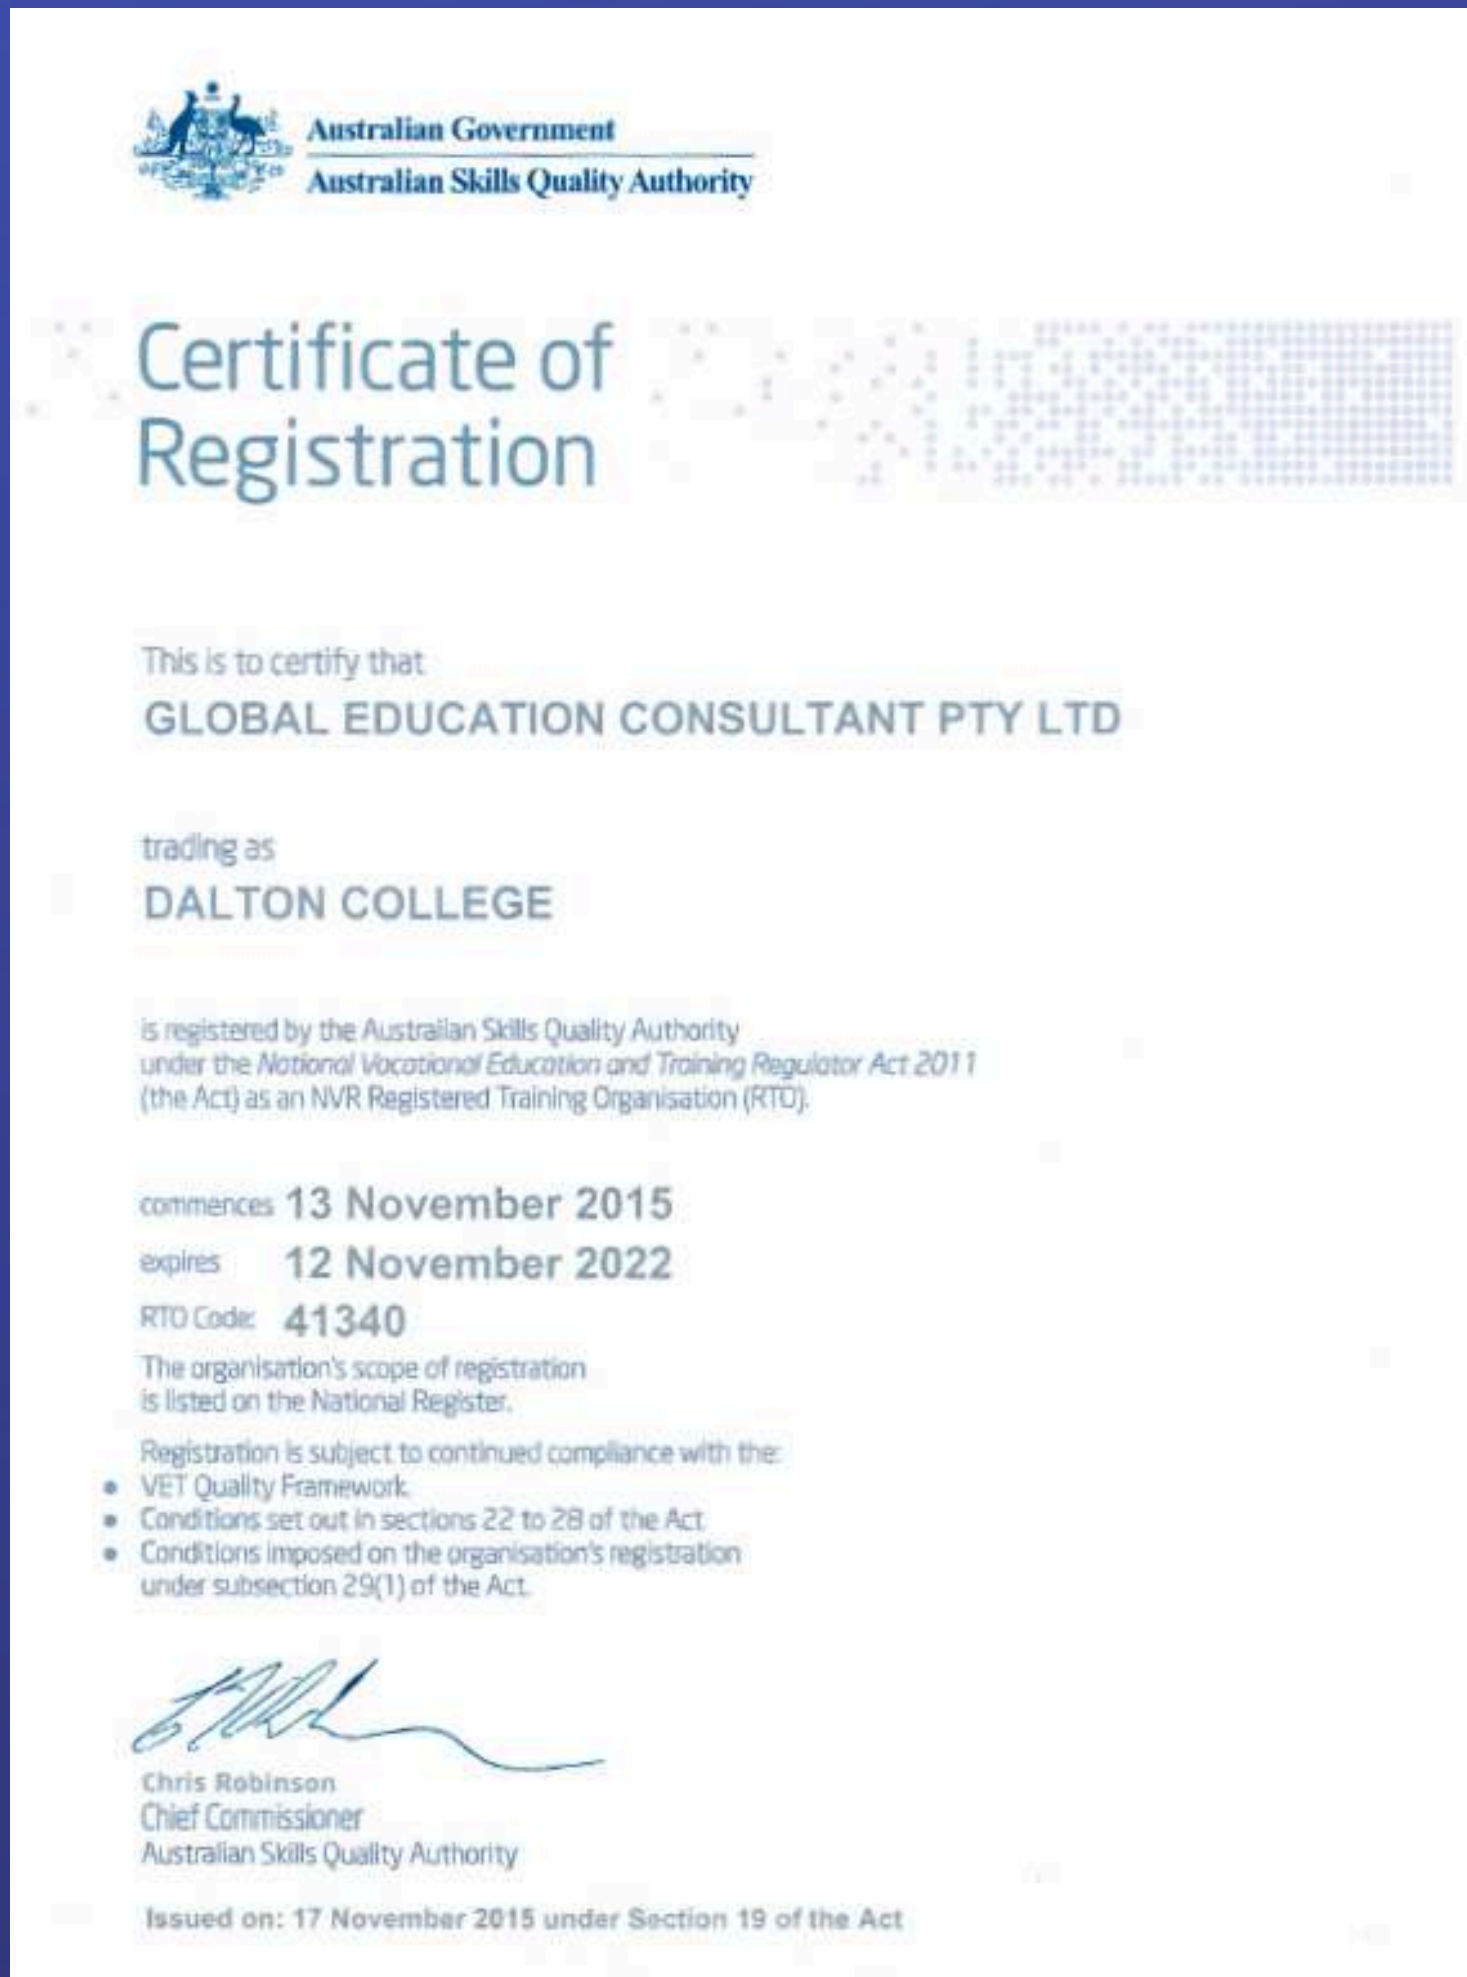 Australian Government
Australian Skills Quality Authority
Certificate of
Registration
This is to certify that
GLOBAL EDUCATION CONSULTANT PTY LTD
trading as
DALTON COLLEGE
is registered by the Australian Skills Quality Authority
under the National Vocational Education and Training Regulator Act 2011
(the Act) as an NVR Registered Training Organisation (RTO).
commences 13 November 2015
expires 12 November 2022
RTO Code: 41340
The organisation's scope of registration
is listed on the National Register.
Registration is subject to continued compliance with the:
• VET Quality Framework
• Conditions set out in sections 22 to 28 of the Act
• Conditions imposed on the organisation's registration
under subsection 29(1) of the Act.
Chris Robinson
Chief Commissioner
Australian Skills Quality Authority
Issued on: 17 November 2015 under Section 19 of the Act